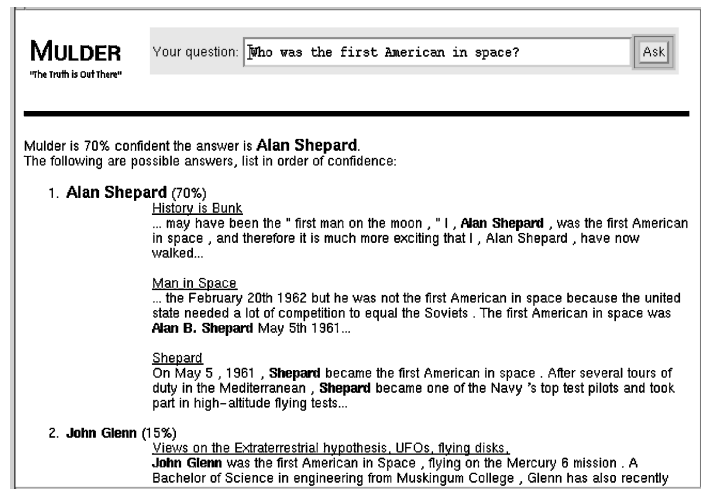 MULDER
"The Truth is Out There"
Your question: Who was the first American in space? Ask
Mulder is 70% confident the answer is Alan Shepard.
The following are possible answers, list in order of confidence:
1. Alan Shepard (70%)
History is Bunk
... may have been the " first man on the moon , " I , Alan Shepard , was the first American
in space , and therefore it is much more exciting that I , Alan Shepard , have now
walked...
Man in Space
... the February 20th 1962 but he was not the first American in space because the united
state needed a lot of competition to equal the Soviets . The first American in space was
Alan B. Shepard May 5th 1961...
Shepard
On May 5 , 1961 , Shepard became the first American in space . After several tours of
duty in the Mediterranean , Shepard became one of the Navy 's top test pilots and took
part in high-altitude flying tests...
2. John Glenn (15%)
Views on the Extraterrestrial hypothesis, UFOs, flying disks,
John Glenn was the first American in Space , flying on the Mercury 6 mission . A
Bachelor of Science in engineering from Muskingum College , Glenn has also recently